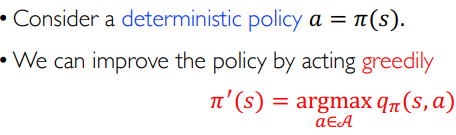 • Consider a deterministic policy a = π(s).
• We can improve the policy by acting greedily
π′(s) = argmax qπ(s, a)
a∈𝒜